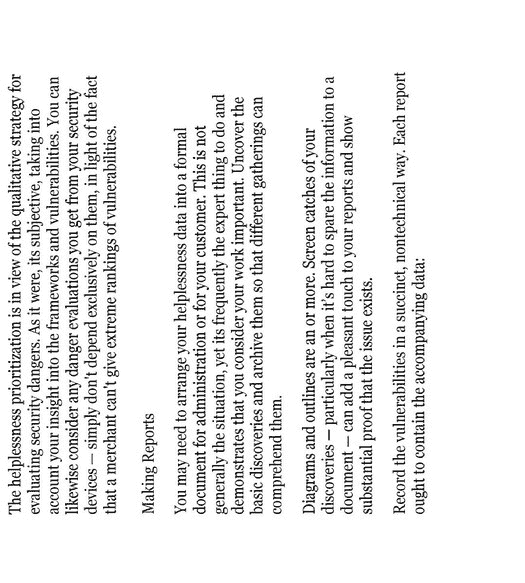 The helplessness prioritization is in view of the qualitative strategy for
evaluating security dangers. As it were, its subjective, taking into
account your insight into the frameworks and vulnerabilities. You can
likewise consider any danger evaluations you get from your security
devices — simply don't depend exclusively on them, in light of the fact
that a merchant can't give extreme rankings of vulnerabilities.
Making Reports
You may need to arrange your helplessness data into a formal
document for administration or for your customer. This is not
generally the situation, yet its frequently the expert thing to do and
demonstrates that you consider your work important. Uncover the
basic discoveries and archive them so that different gatherings can
comprehend them.
Diagrams and outlines are an or more. Screen catches of your
discoveries — particularly when it's hard to spare the information to a
document — can add a pleasant touch to your reports and show
substantial proof that the issue exists.
Record the vulnerabilities in a succinct, nontechnical way. Each report
ought to contain the accompanying data: